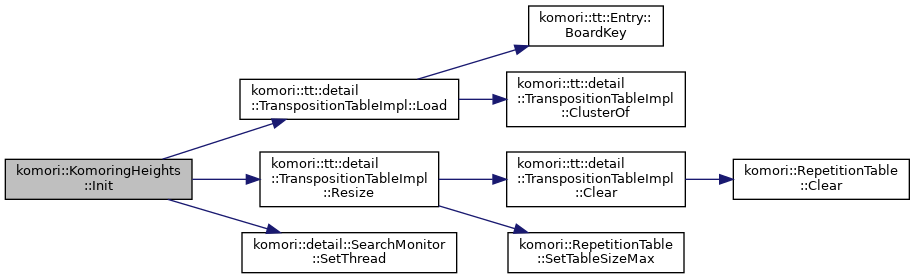 komori::KomoringHeights
::Init
komori::tt::detail
::TranspositionTableImpl::Load
komori::tt::Entry::
BoardKey
komori::tt::detail
::TranspositionTableImpl
::ClusterOf
komori::tt::detail
::TranspositionTableImpl
::Resize
komori::tt::detail
::TranspositionTableImpl
::Clear
komori::RepetitionTable
::Clear
komori::RepetitionTable
::SetTableSizeMax
komori::detail::SearchMonitor
::SetThread